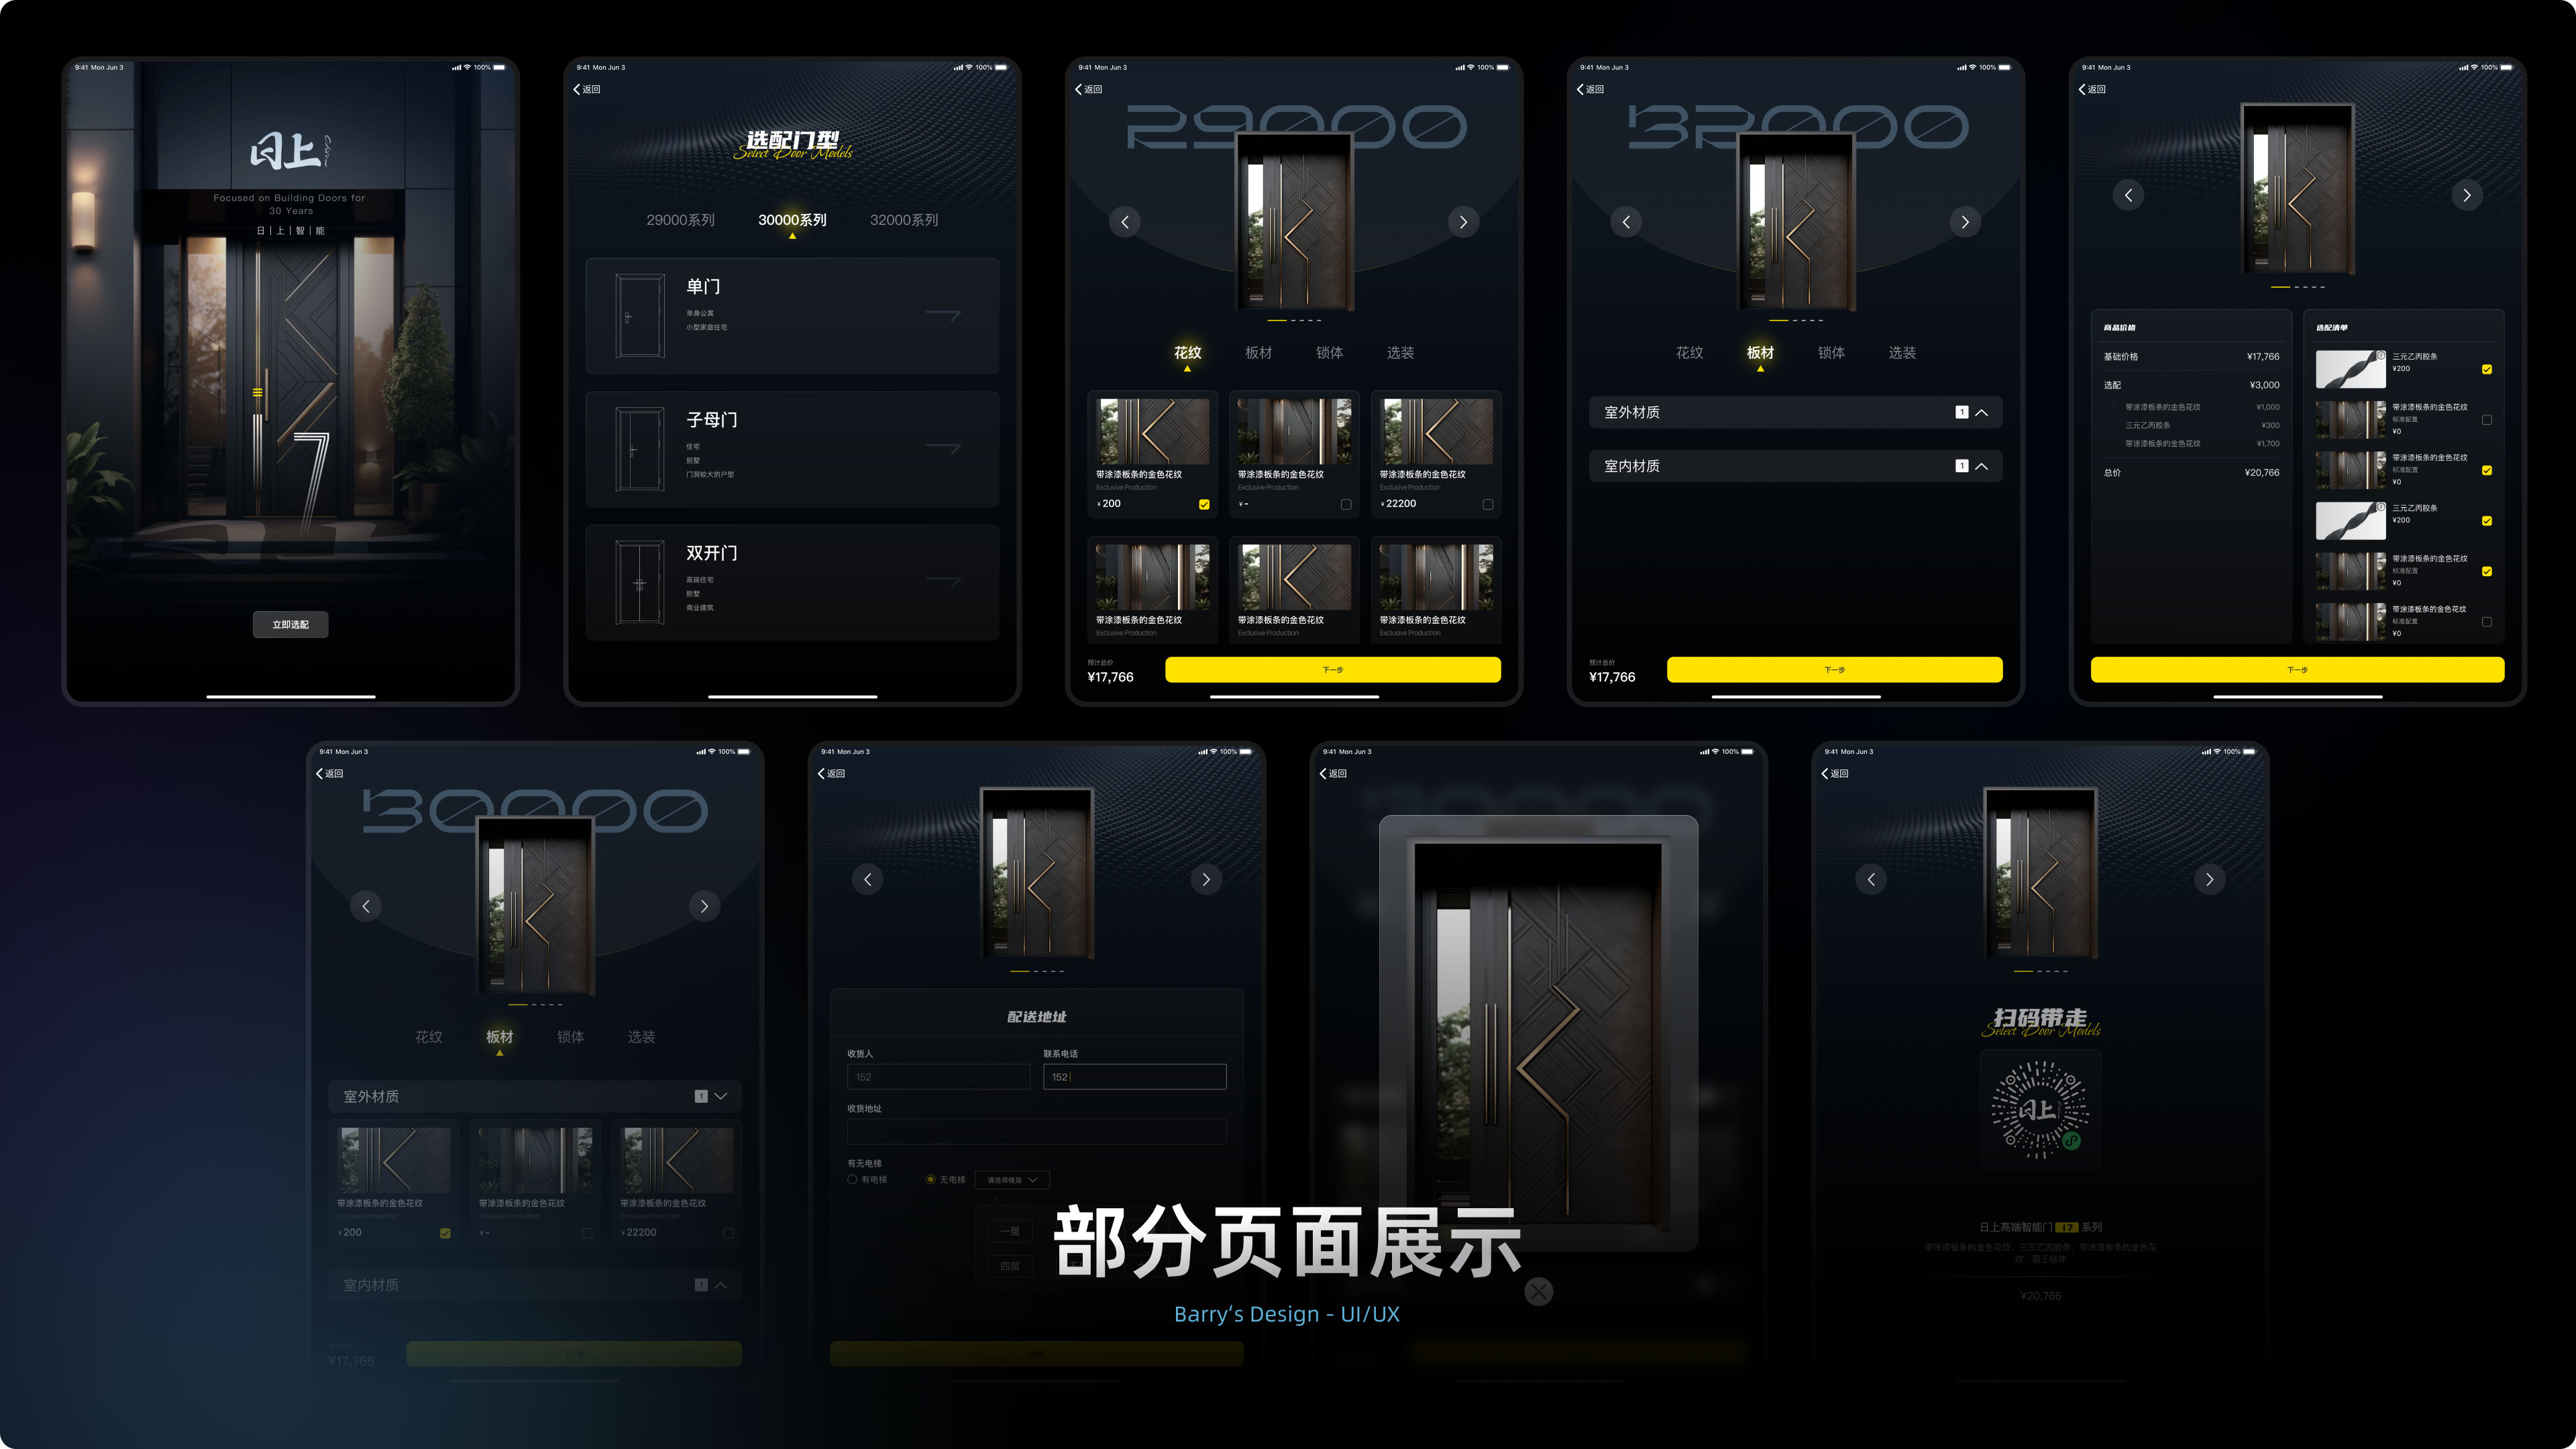 9:41 Mon Jun 3
100%
日上
Focused on Building Doors for
30 Years
日 | 上 | 智 | 能
立即选配
9:41 Mon Jun 3
100%
返回
选配门型
Select Door Models
29000系列
30000系列
32000系列
单门
单身公寓
小型家庭住宅
子母门
住宅
别墅
门洞较大的户型
双开门
高端住宅
别墅
商业建筑
9:41 Mon Jun 3
100%
返回
29000
花纹
板材
锁体
选装
带涂漆板条的金色花纹
Exclusive Production
¥ 200
带涂漆板条的金色花纹
Exclusive Production
¥ -
带涂漆板条的金色花纹
Exclusive Production
¥ 22200
带涂漆板条的金色花纹
Exclusive Production
带涂漆板条的金色花纹
Exclusive Production
带涂漆板条的金色花纹
Exclusive Production
预计总价
¥17,766
下一步
9:41 Mon Jun 3
100%
返回
32000
花纹
板材
锁体
选装
室外材质
1
室内材质
1
预计总价
¥17,766
下一步
9:41 Mon Jun 3
100%
返回
商品价格
基础价格 ¥17,766
选配 ¥3,000
带涂漆板条的金色花纹 ¥1,000
三元乙丙胶条 ¥300
带涂漆板条的金色花纹 ¥1,700
总价 ¥20,766
选配清单
三元乙丙胶条
¥200
带涂漆板条的金色花纹
标准配置
¥0
带涂漆板条的金色花纹
标准配置
¥0
三元乙丙胶条
¥200
带涂漆板条的金色花纹
标准配置
¥0
带涂漆板条的金色花纹
标准配置
¥0
下一步
9:41 Mon Jun 3
100%
返回
30000
花纹
板材
锁体
选装
室外材质
1
带涂漆板条的金色花纹
Exclusive Production
¥ 200
带涂漆板条的金色花纹
Exclusive Production
¥ -
带涂漆板条的金色花纹
¥ 22200
室内材质
1
¥17,766
下一步
9:41 Mon Jun 3
100%
返回
配送地址
收货人
152
联系电话
152
收货地址
有无电梯
有电梯
无电梯
请选择楼层
一层
四层
9:41 Mon Jun 3
100%
返回
9:41 Mon Jun 3
100%
返回
扫码带走
Select Door Models
日上
日上高端智能门 i7 系列
带涂漆板条的金色花纹、三元乙丙胶条、带涂漆板条的金色花
纹、霸王锁体
¥20,766
部分页面展示
Barry's Design - UI/UX